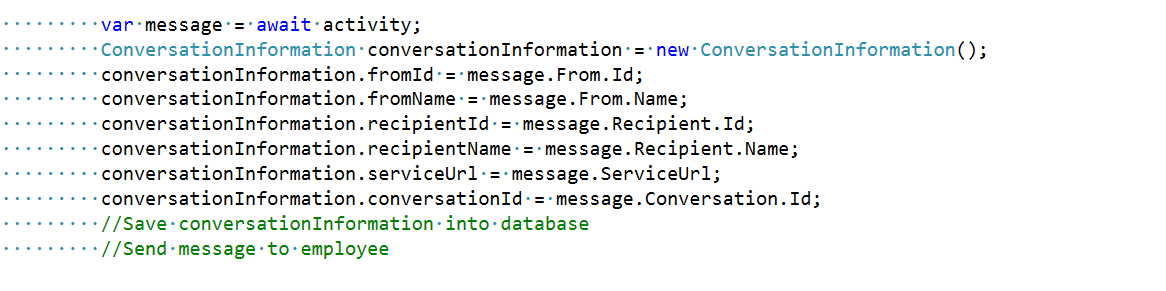 var message = await activity;
ConversationInformation conversationInformation = new ConversationInformation();
conversationInformation.fromId = message.From.Id;
conversationInformation.fromName = message.From.Name;
conversationInformation.recipientId = message.Recipient.Id;
conversationInformation.recipientName = message.Recipient.Name;
conversationInformation.serviceUrl = message.ServiceUrl;
conversationInformation.conversationId = message.Conversation.Id;
//Save conversationInformation into database
//Send message to employee